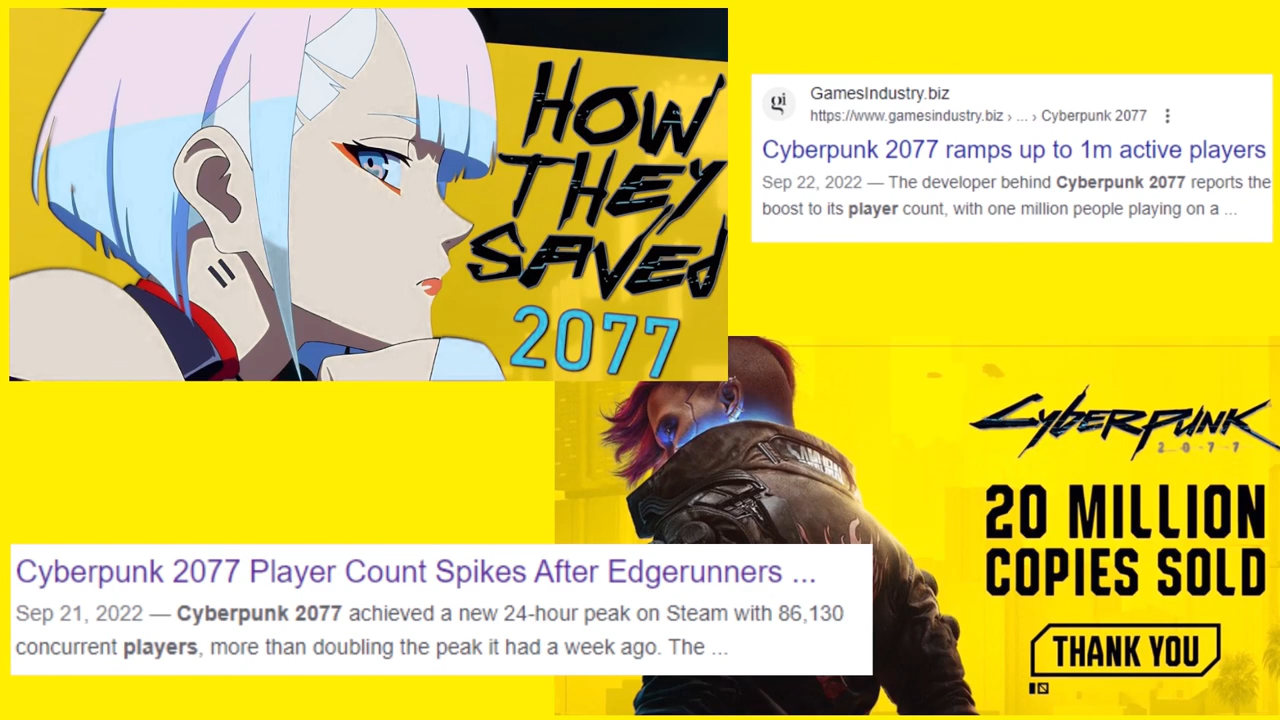 HOW
THEY
SAVED
2077
gi
GamesIndustry.biz
https://www.gamesindustry.biz › ... › Cyberpunk 2077
Cyberpunk 2077 ramps up to 1m active players
Sep 22, 2022 — The developer behind Cyberpunk 2077 reports the
boost to its player count, with one million people playing on a ...
CYBERPUNK
2077
20 MILLION
COPIES SOLD
THANK YOU
SAMURAI
Cyberpunk 2077 Player Count Spikes After Edgerunners ...
Sep 21, 2022 — Cyberpunk 2077 achieved a new 24-hour peak on Steam with 86,130
concurrent players, more than doubling the peak it had a week ago. The ...